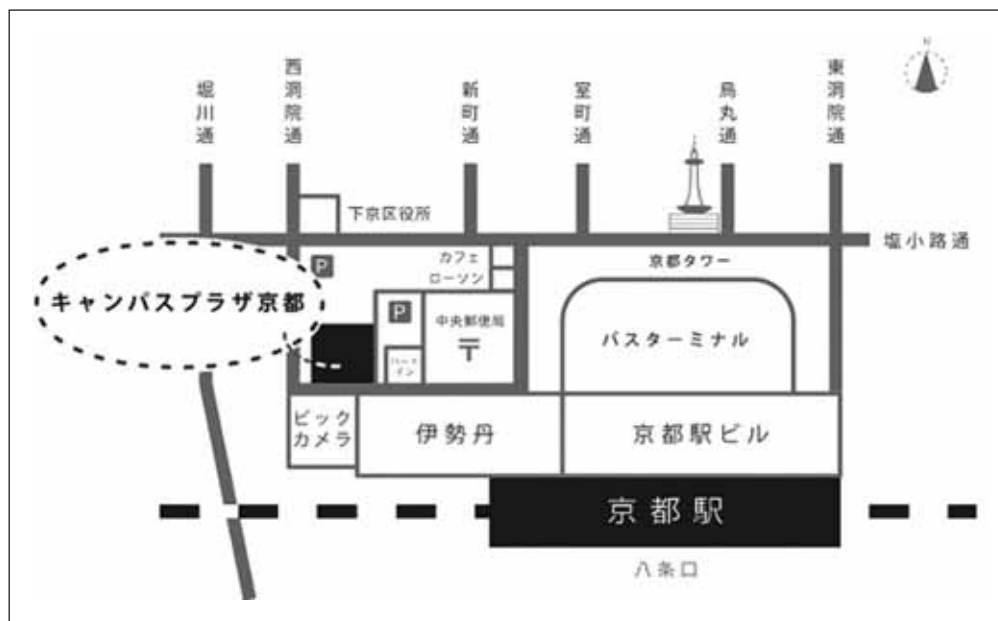 N
堀川通
西洞院通
新町通
室町通
烏丸通
東洞院通
下京区役所
塩小路通
P
カフェ
ローソン
京都タワー
キャンパスプラザ京都
P
中央郵便局
〒
バスターミナル
ビック
カメラ
伊勢丹
京都駅ビル
京都駅
八条口